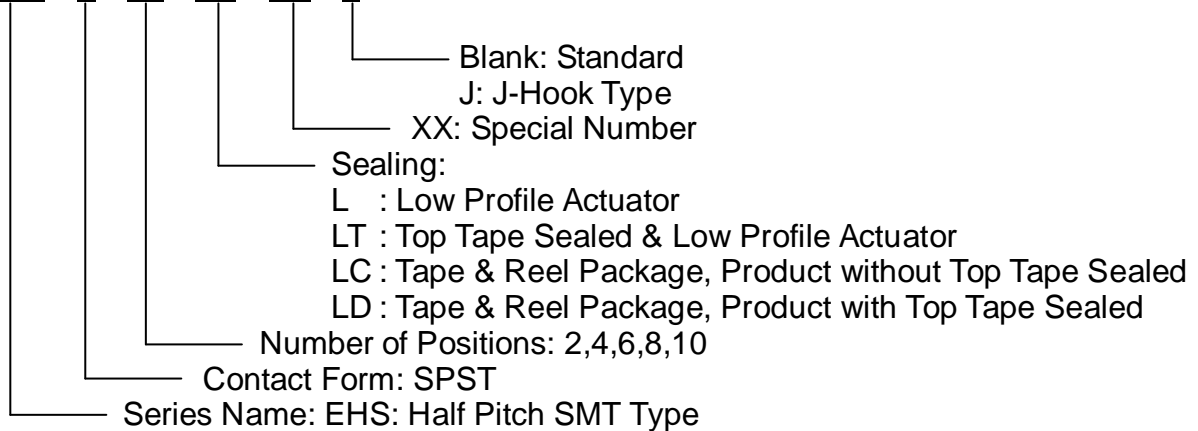 Blank: Standard
J: J-Hook Type
XX: Special Number
Sealing:
L : Low Profile Actuator
LT : Top Tape Sealed & Low Profile Actuator
LC : Tape & Reel Package, Product without Top Tape Sealed
LD : Tape & Reel Package, Product with Top Tape Sealed
Number of Positions: 2,4,6,8,10
Contact Form: SPST
Series Name: EHS: Half Pitch SMT Type